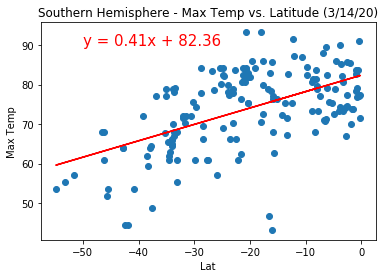 Southern Hemisphere - Max Temp vs. Latitude (3/14/20)
y = 0.41x + 82.36
90
80
70
60
50
Max Temp
−50
−40
−30
−20
−10
0
Lat